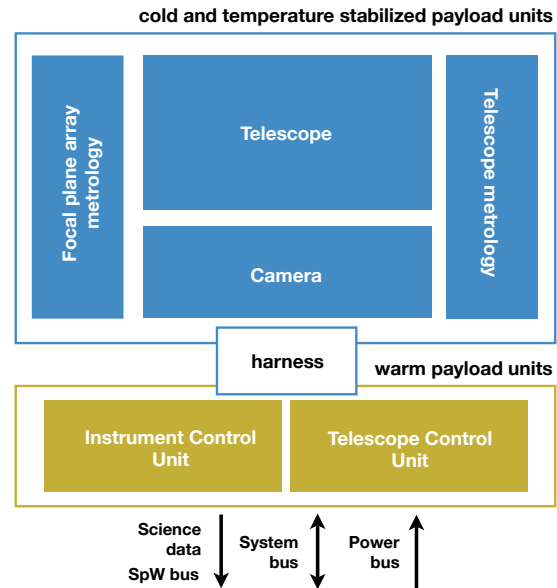 cold and temperature stabilized payload units
Focal plane array
metrology
Telescope
Camera
Telescope metrology
harness
warm payload units
Instrument Control
Unit
Telescope Control
Unit
Science
data
SpW bus
System
bus
Power
bus